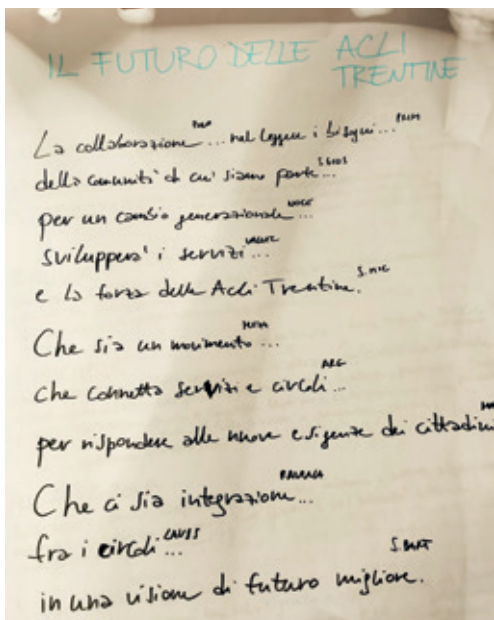 IL FUTURO DELLE ACLI
TRENTINE
La collaborazione ... nel leggere i bisogni ...
della comunità di cui siamo parte ...
per un cambio generazionale ...
svilupperà i servizi ...
e la forza delle Acli Trentine.
Che sia un movimento ...
che connetta servizi e circoli ...
per rispondere alle nuove esigenze dei cittadini
Che ci sia integrazione ...
fra i circoli ...
in una visione di futuro migliore.